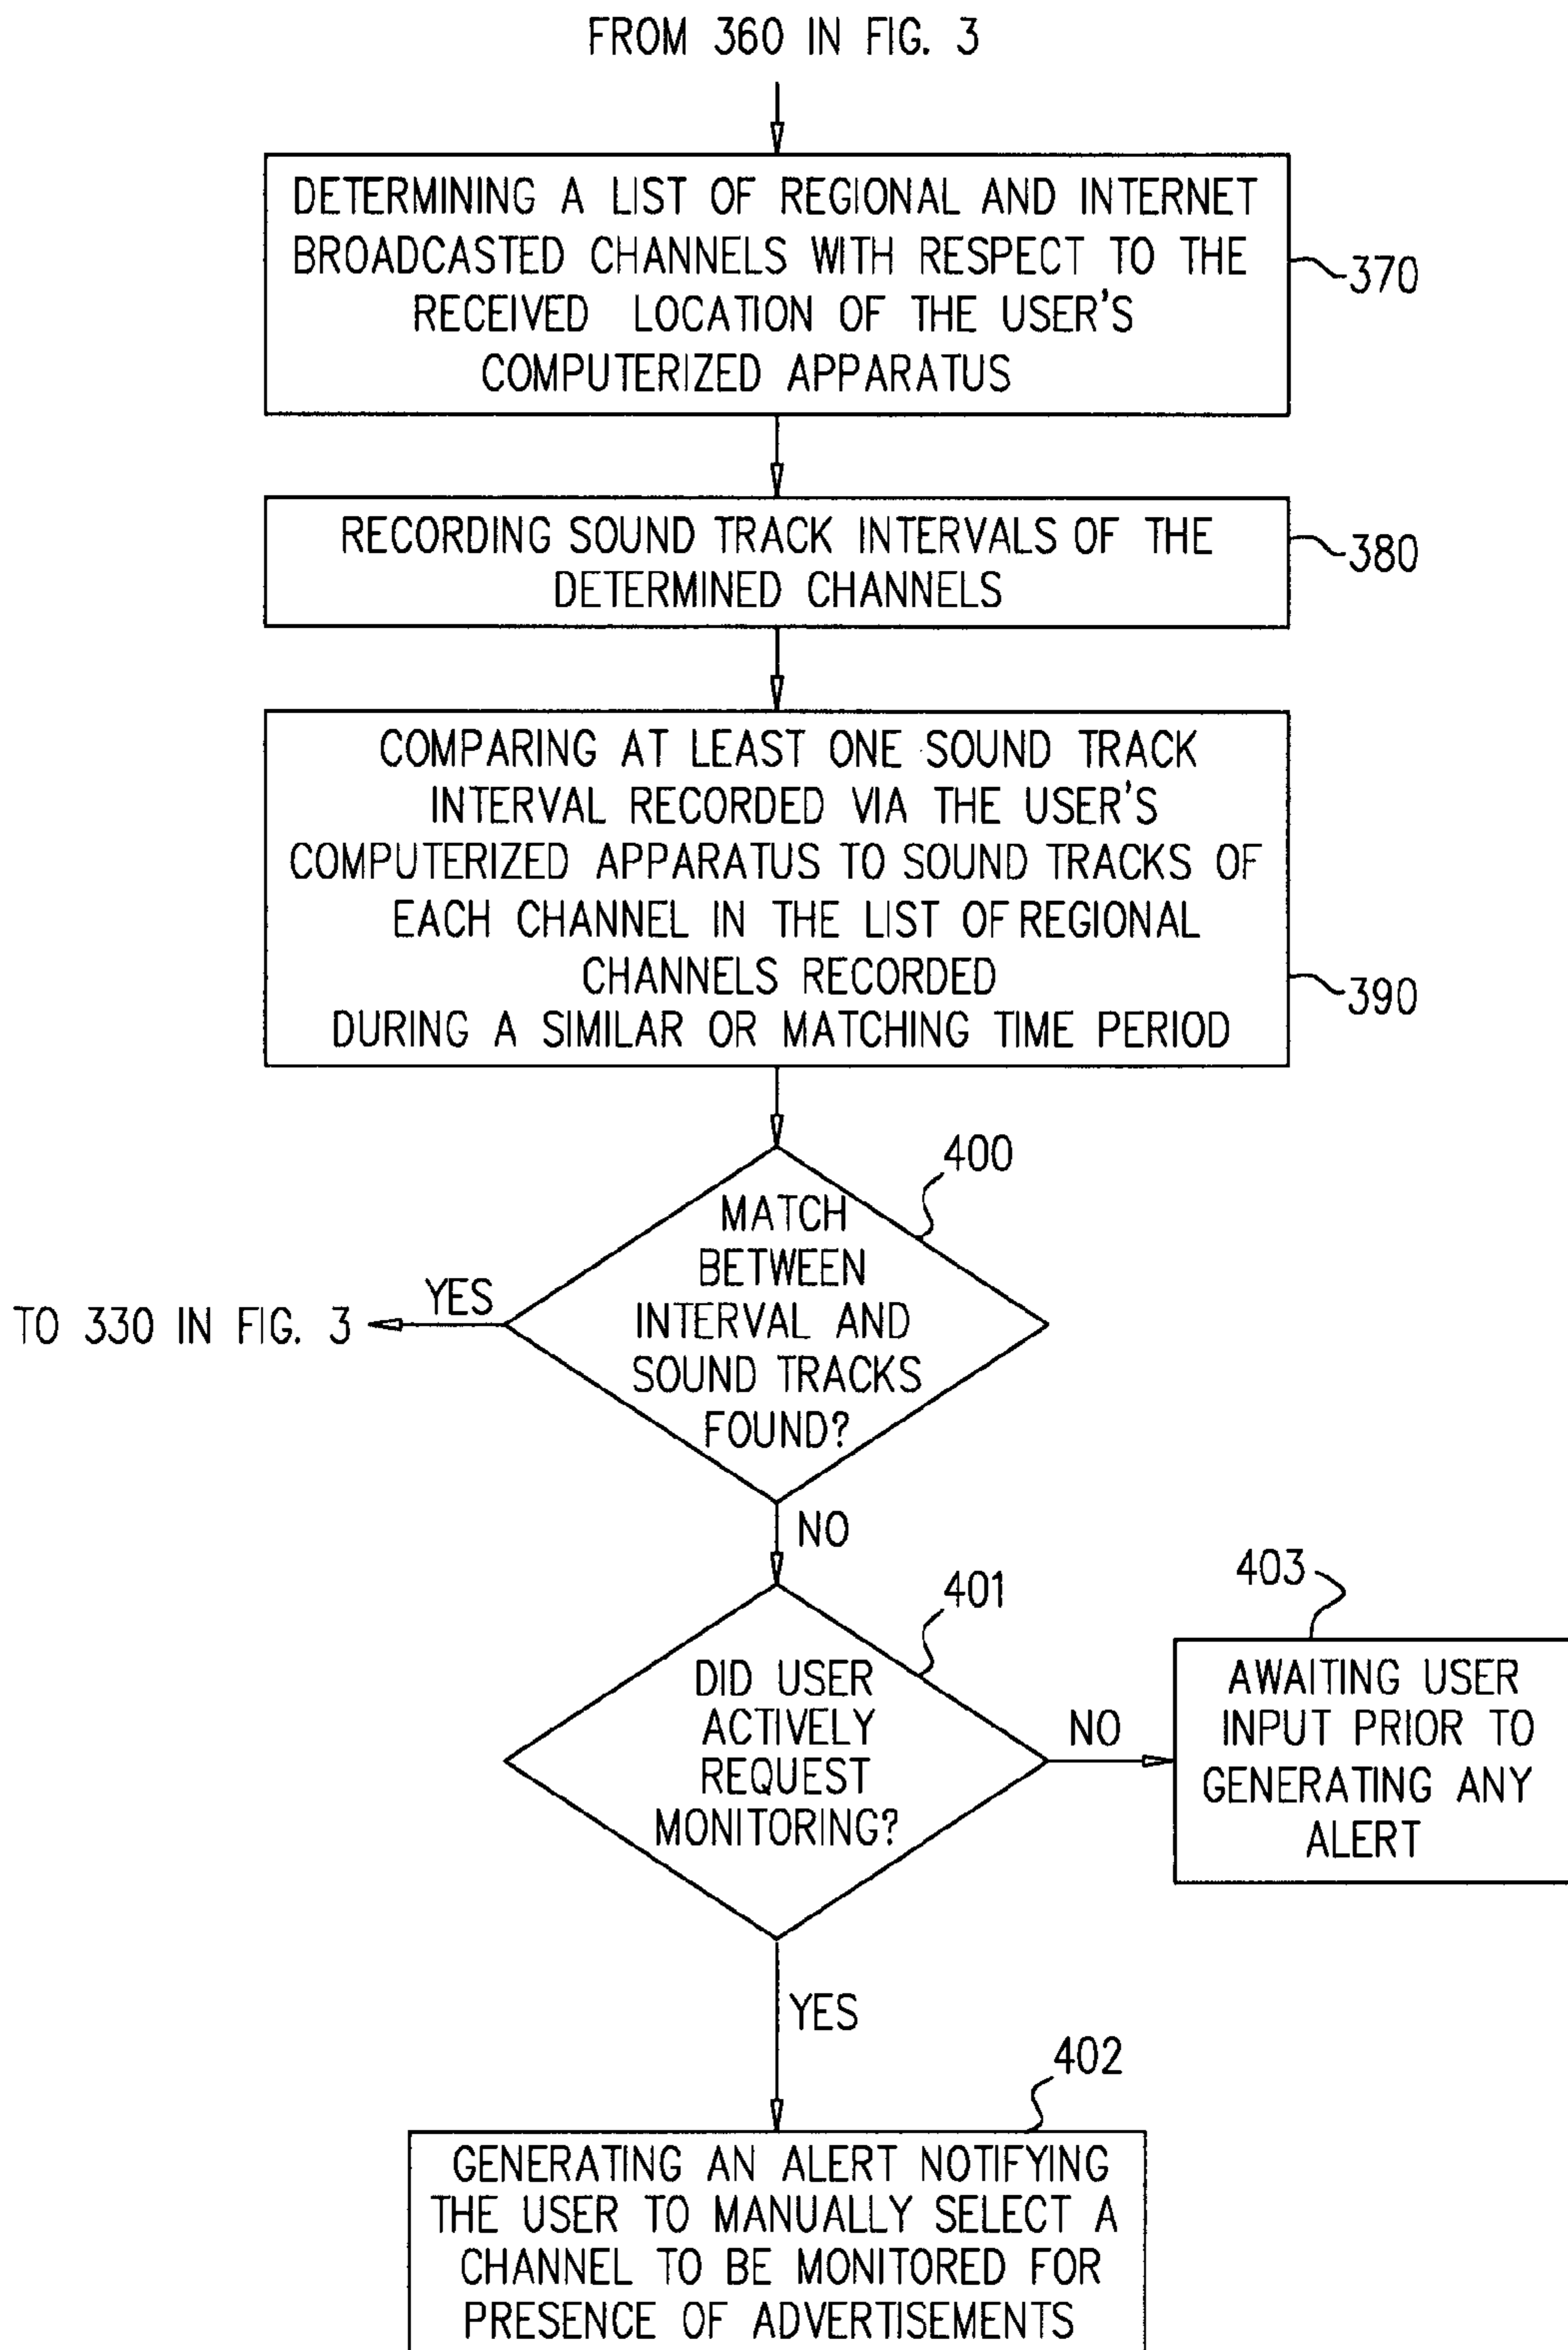 FROM 360 IN FIG. 3
DETERMINING A LIST OF REGIONAL AND INTERNET
BROADCASTED CHANNELS WITH RESPECT TO THE
RECEIVED LOCATION OF THE USER'S
COMPUTERIZED APPARATUS
370
RECORDING SOUND TRACK INTERVALS OF THE
DETERMINED CHANNELS
380
COMPARING AT LEAST ONE SOUND TRACK
INTERVAL RECORDED VIA THE USER'S
COMPUTERIZED APPARATUS TO SOUND TRACKS OF
EACH CHANNEL IN THE LIST OF REGIONAL
CHANNELS RECORDED
DURING A SIMILAR OR MATCHING TIME PERIOD
390
400
MATCH
BETWEEN
INTERVAL AND
SOUND TRACKS
FOUND?
YES
TO 330 IN FIG. 3
NO
401
DID USER
ACTIVELY
REQUEST
MONITORING?
NO
403
AWAITING USER
INPUT PRIOR TO
GENERATING ANY
ALERT
YES
402
GENERATING AN ALERT NOTIFYING
THE USER TO MANUALLY SELECT A
CHANNEL TO BE MONITORED FOR
PRESENCE OF ADVERTISEMENTS